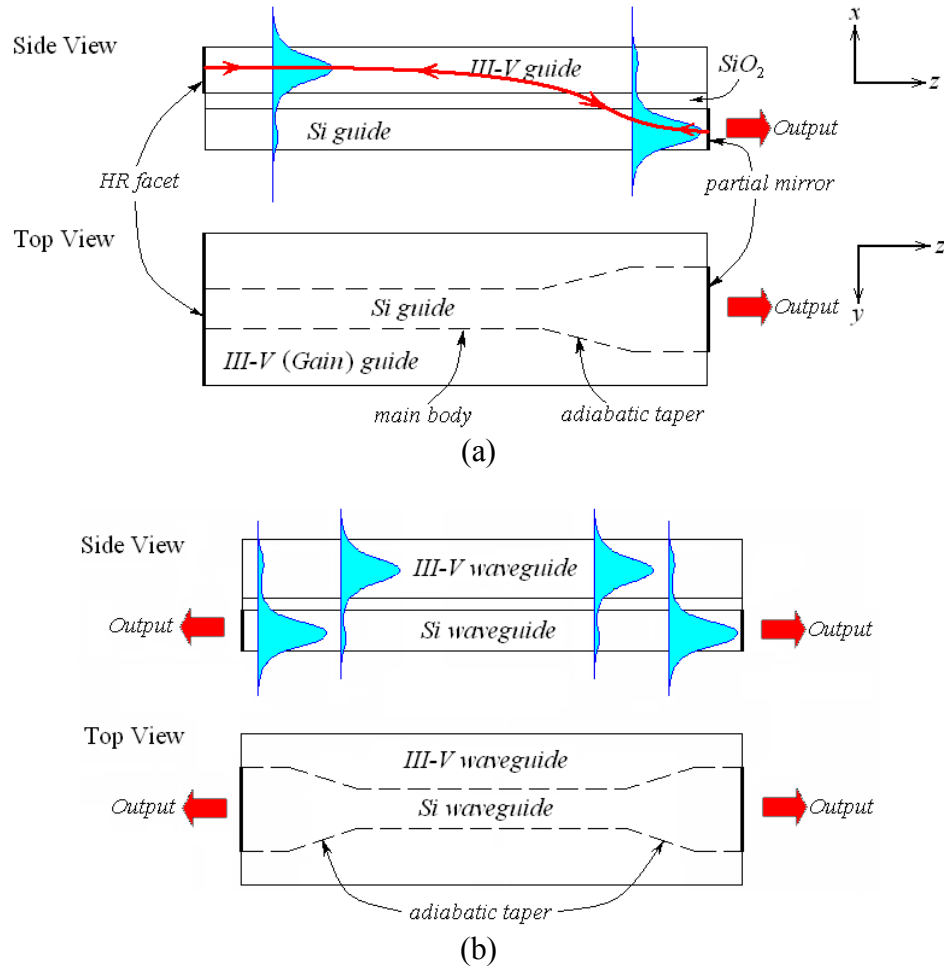 Side View
x
III-V guide
SiO2
z
Si guide
Output
HR facet
partial mirror
Top View
z
Si guide
Output
y
III-V (Gain) guide
main body
adiabatic taper
(a)
Side View
III-V waveguide
Output
Si waveguide
Output
Top View
III-V waveguide
Output
Si waveguide
Output
adiabatic taper
(b)